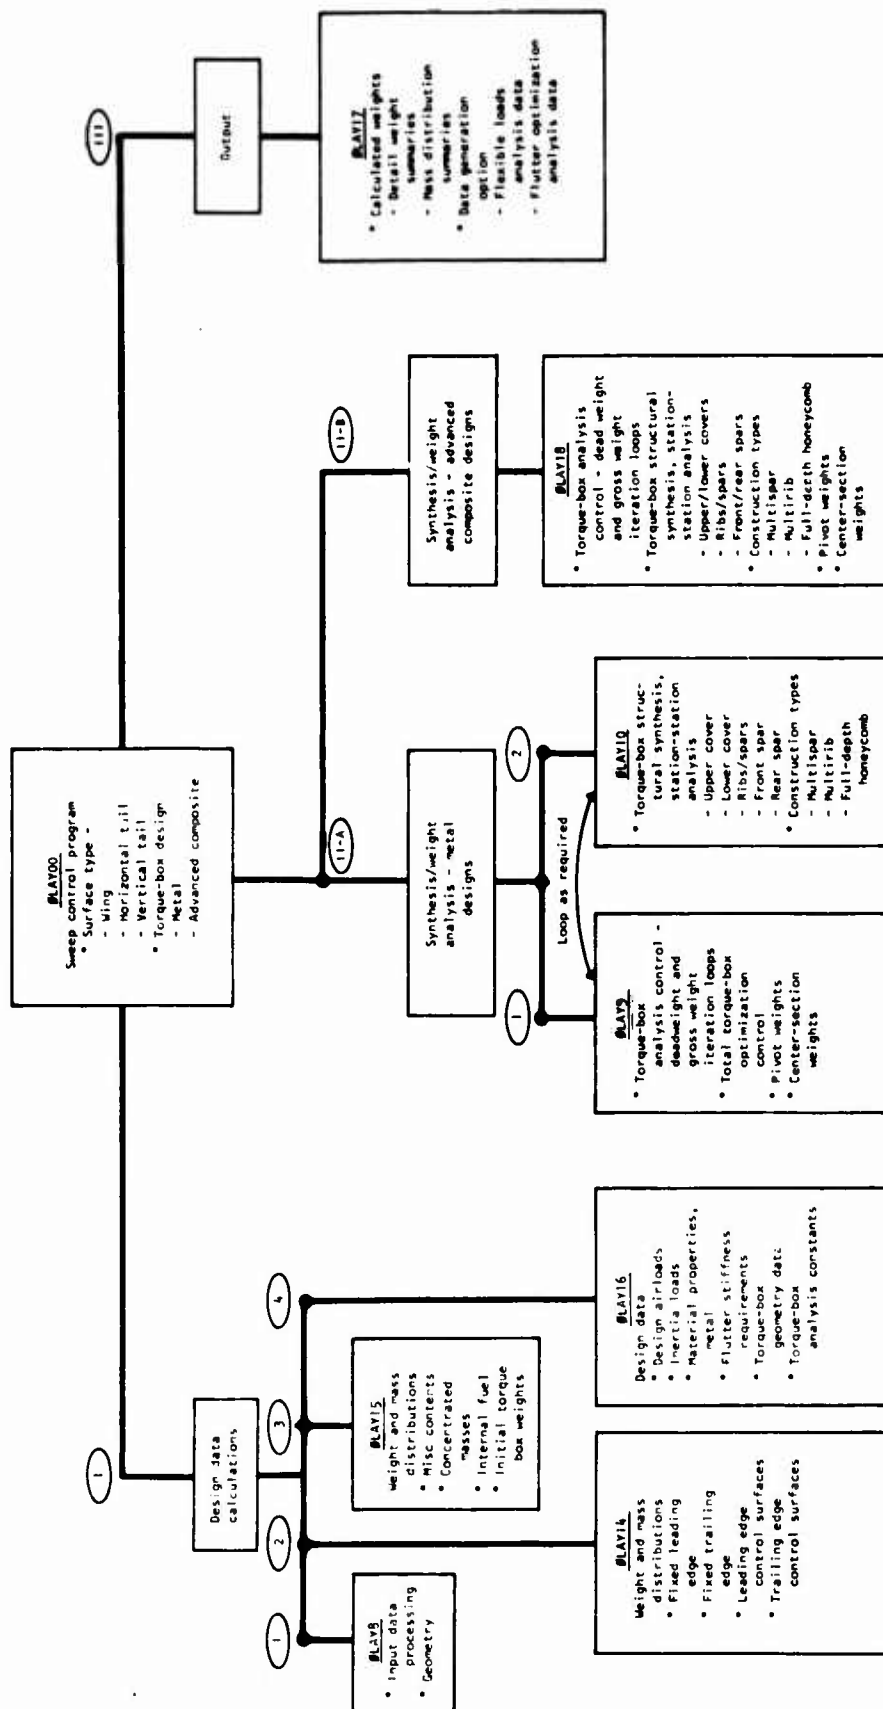 ØLAY00
Sweep control program
* Surface type -
- Wing
- Horizontal tail
- Vertical tail
* Torque-box design
- Metal
- Advanced composite
I
Design data
calculations
1
ØLAY8
* Input data
processing
* Geometry
2
ØLAY14
Weight and mass
distributions
* Fixed leading
edge
* Fixed trailing
edge
* Leading edge
control surfaces
* Trailing edge
control surfaces
3
ØLAY15
Weight and mass
distributions
* Misc contents
* Concentrated
masses
* Internal fuel
* Initial torque
box weights
4
ØLAY16
Design data
* Design airloads
* Inertia loads
* Material properties,
metal
* Flutter stiffness
requirements
* Torque-box
geometry data
* Torque-box
analysis constants
II-A
Synthesis/weight
analysis - metal
designs
1
Loop as required
2
ØLAY9
* Torque-box
analysis control -
deadweight and
gross weight
iteration loops
* Total torque-box
optimization
control
* Pivot weights
* Center-section
weights
ØLAY10
* Torque-box struc-
tural synthesis,
station-station
analysis
- Upper cover
- Lower cover
- Ribs/spars
- Front spar
- Rear spar
* Construction types
- Multispar
- Multirib
- Full-depth
honeycomb
II-B
Synthesis/weight
analysis - advanced
composite designs
ØLAY18
* Torque-box analysis
control - dead weight
and gross weight
iteration loops
* Torque-box structural
synthesis, station-
station analysis
- Upper/lower covers
- Ribs/spars
- Front/rear spars
* Construction types
- Multispar
- Multirib
- Full-depth honeycomb
* Pivot weights
* Center-section
weights
III
Output
ØLAY17
* Calculated weights
- Detail weight
summaries
- Mass distribution
summaries
* Data generation
option
- Flexible loads
analysis data
- Flutter optimization
analysis data